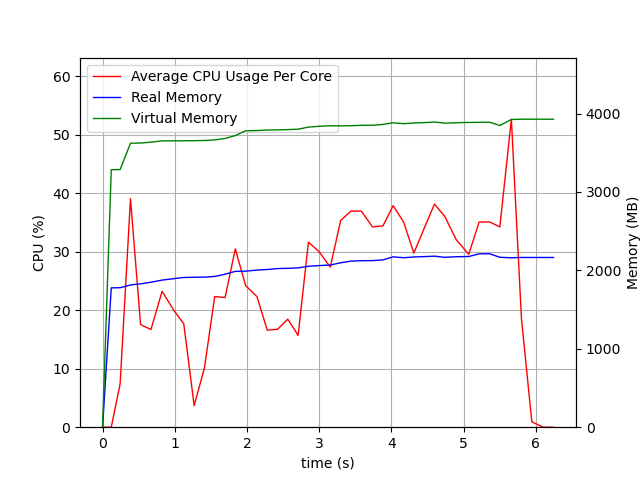 Average CPU Usage Per Core
Real Memory
Virtual Memory
CPU (%)
60
50
40
30
20
10
0
4000
3000
2000
1000
0
Memory (MB)
0 1 2 3 4 5 6
time (s)